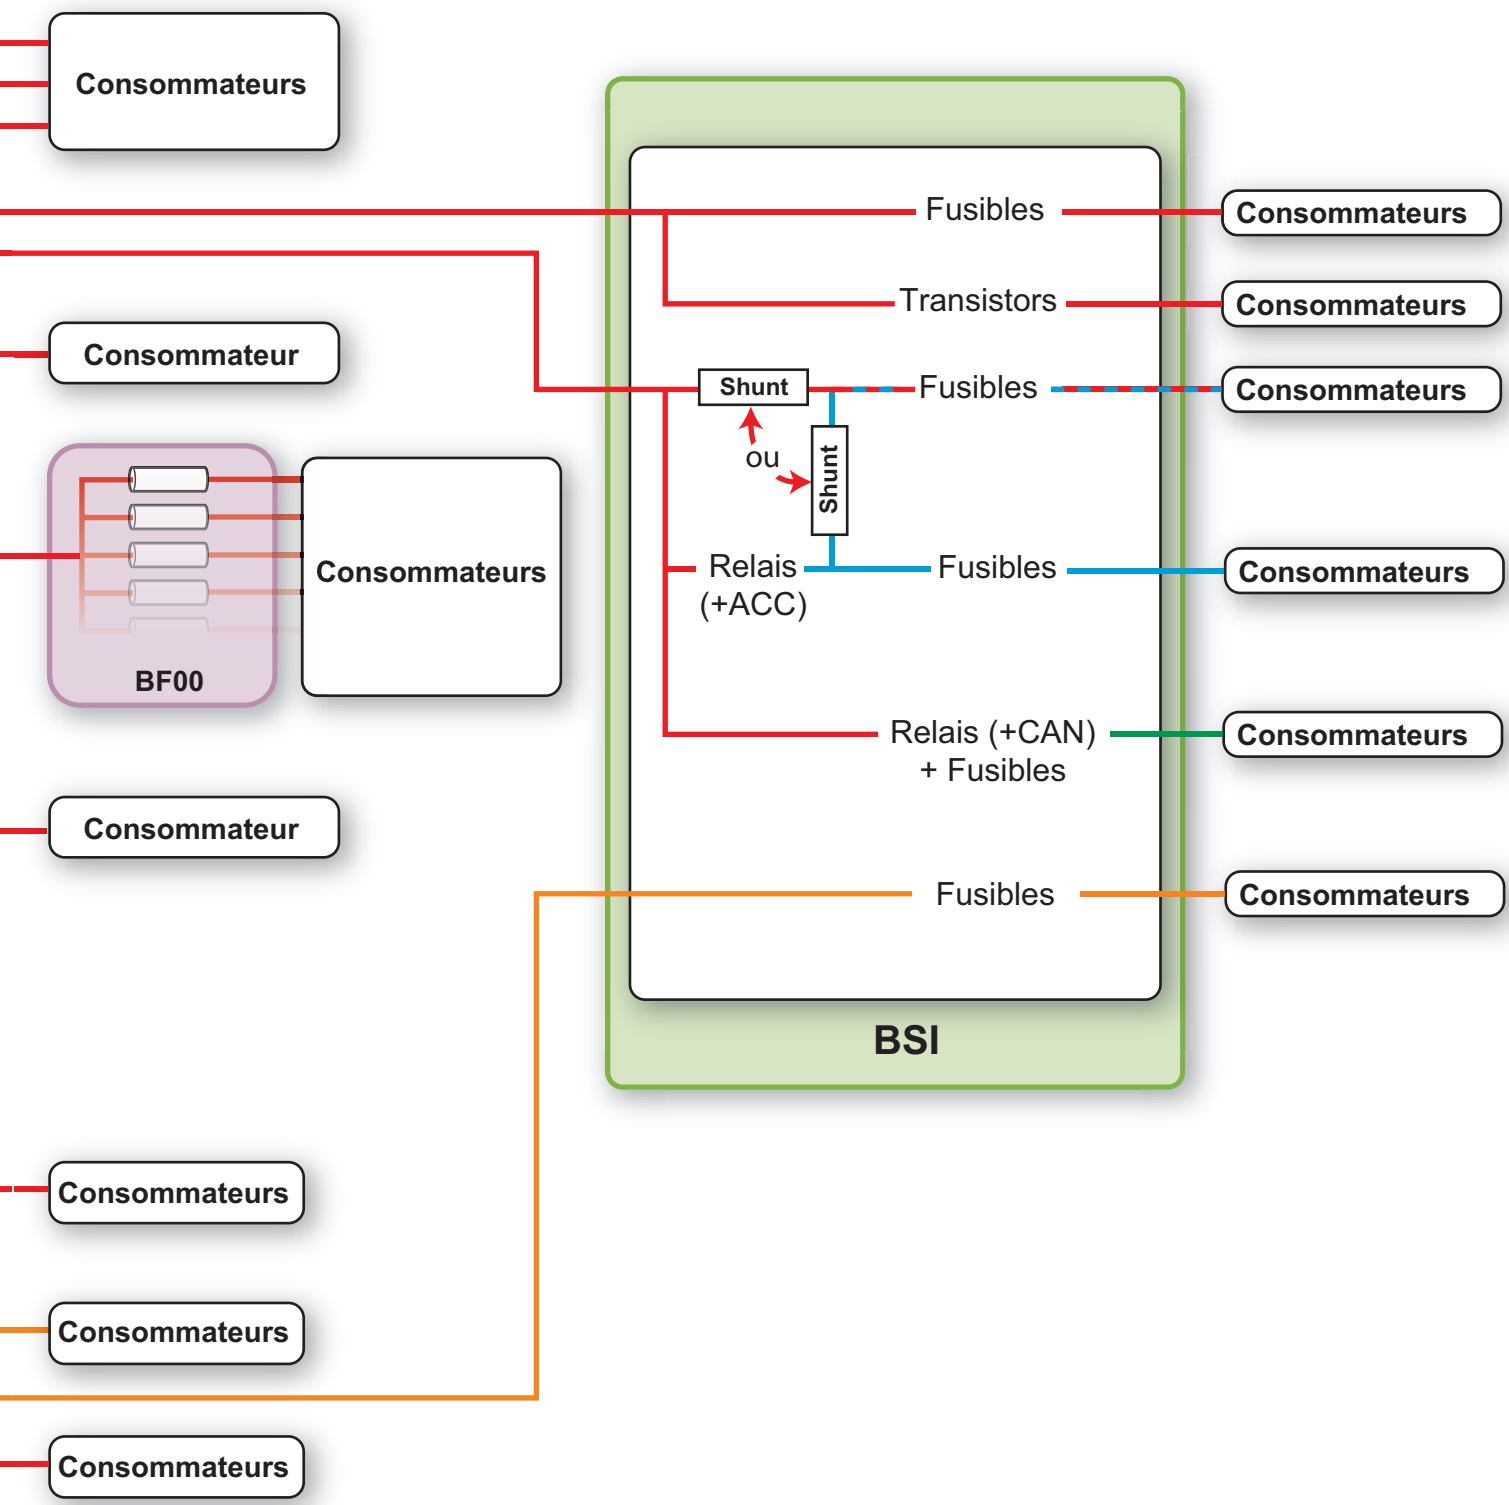 Consommateurs
Fusibles
Consommateurs
Transistors
Consommateurs
Consommateur
Shunt
Fusibles
Consommateurs
ou
Shunt
Relais
(+ACC)
Fusibles
Consommateurs
Consommateurs
BF00
Relais (+CAN)
+ Fusibles
Consommateurs
Consommateur
Fusibles
Consommateurs
BSI
Consommateurs
Consommateurs
Consommateurs